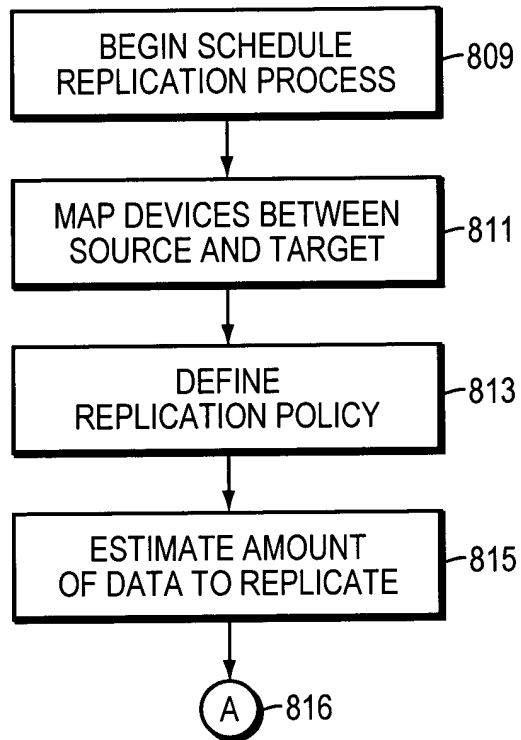 BEGIN SCHEDULE
REPLICATION PROCESS
809
MAP DEVICES BETWEEN
SOURCE AND TARGET
811
DEFINE
REPLICATION POLICY
813
ESTIMATE AMOUNT
OF DATA TO REPLICATE
815
A
816